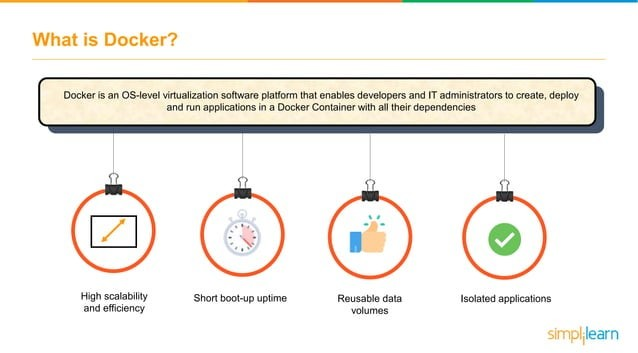 What is Docker?
Docker is an OS-level virtualization software platform that enables developers and IT administrators to create, deploy
and run applications in a Docker Container with all their dependencies
High scalability
and efficiency
Short boot-up uptime
Reusable data
volumes
Isolated applications
simplilearn